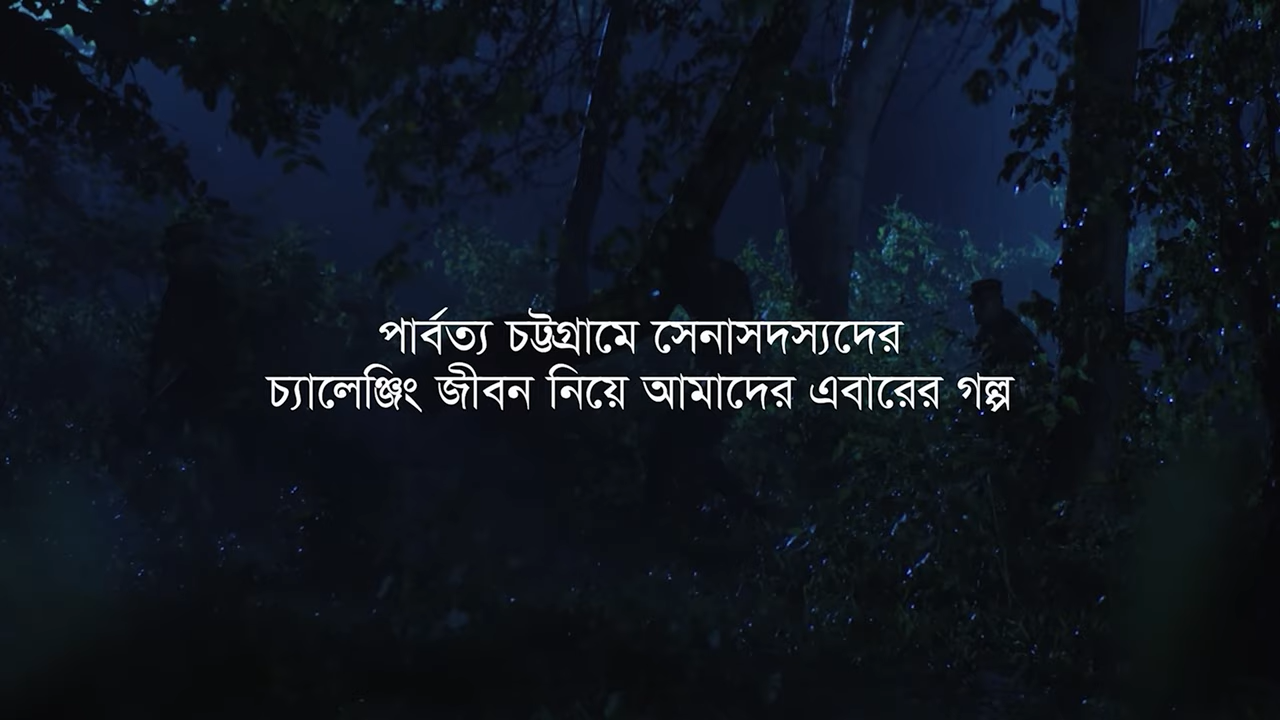 পার্বত্য চট্টগ্রামে সেনাসদস্যদের
চ্যালেঞ্জিং জীবন নিয়ে আমাদের এবারের গল্প